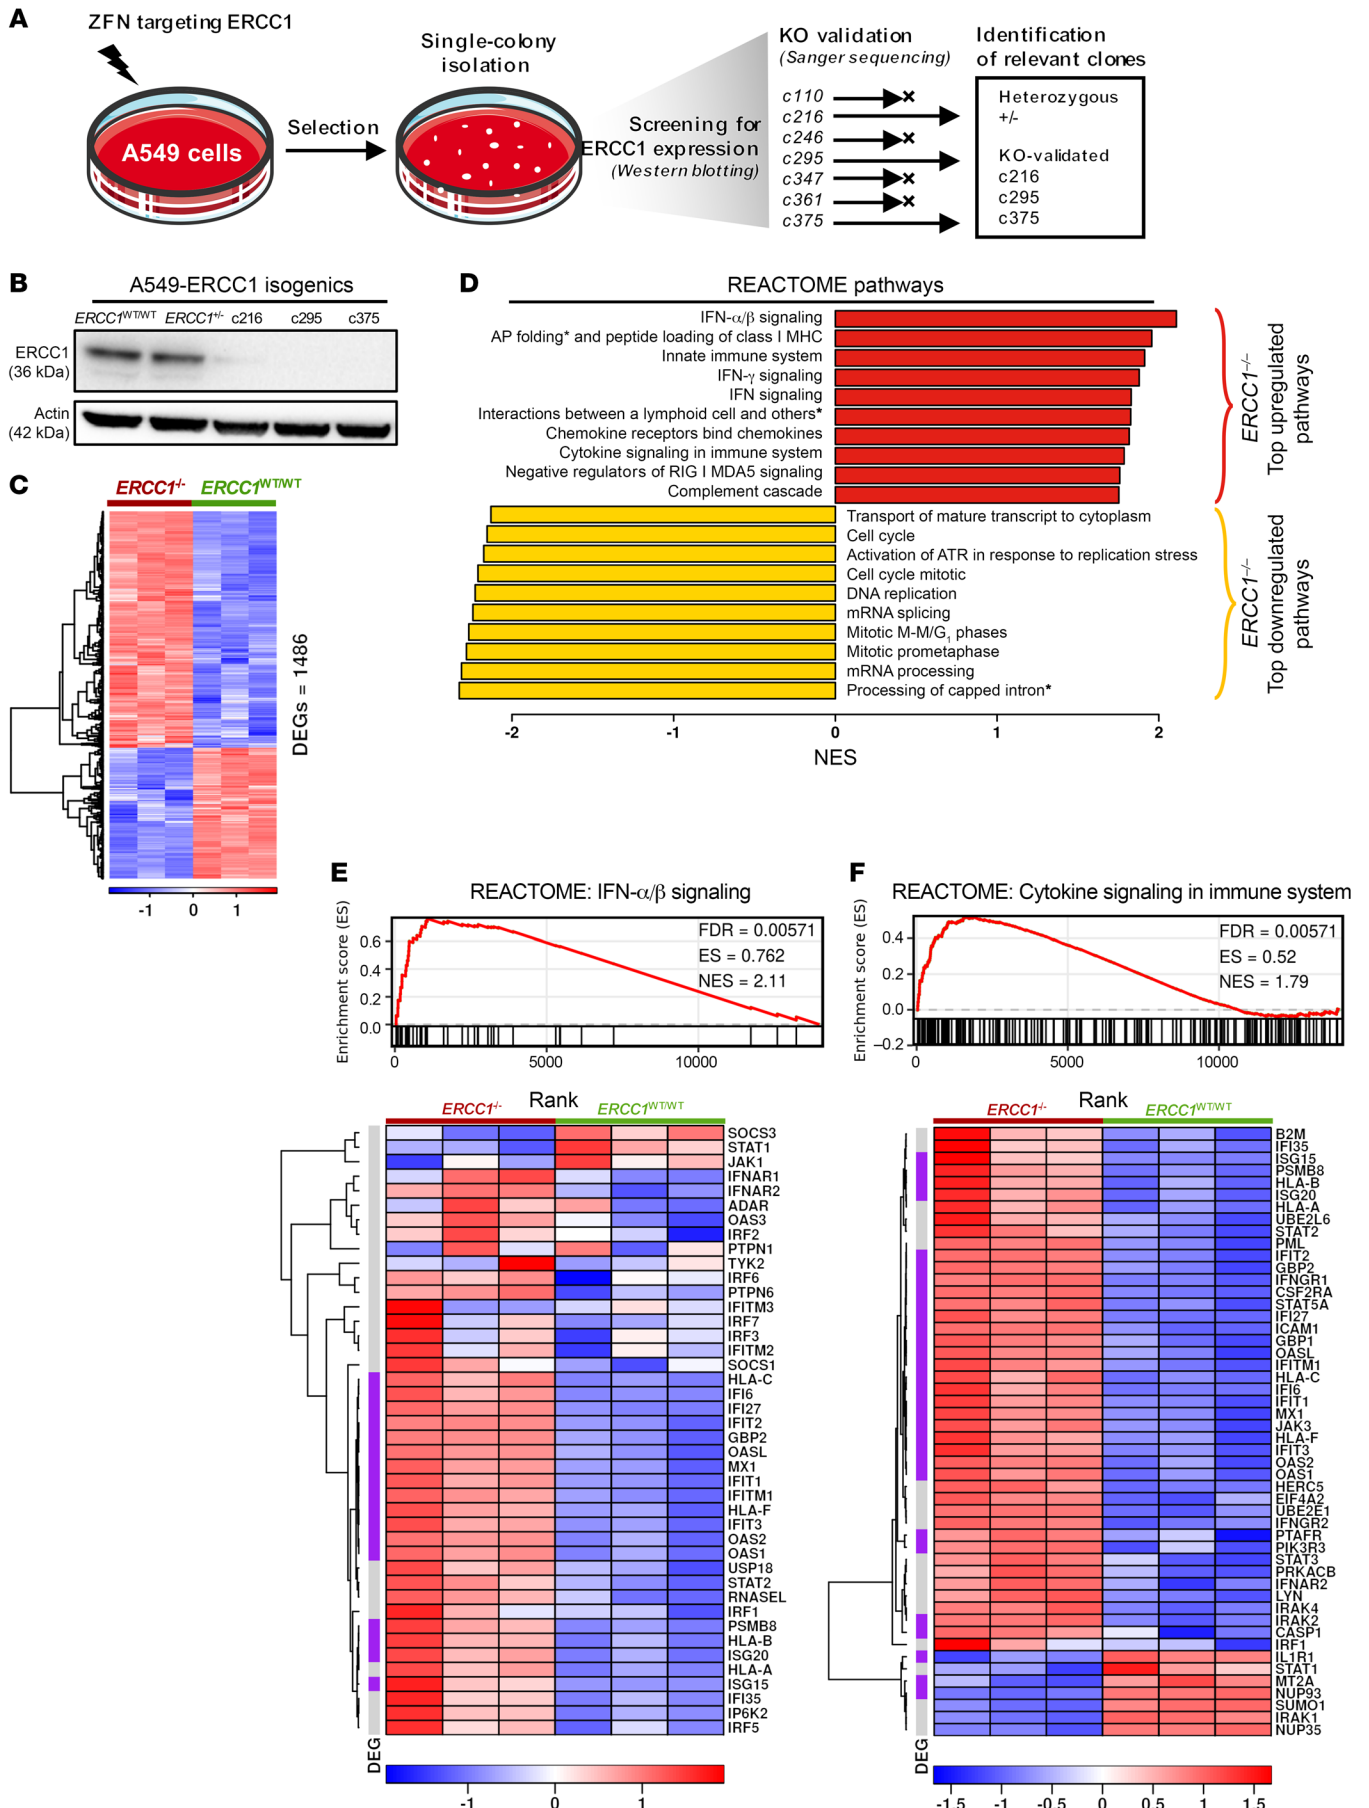 A
ZFN targeting ERCC1
A549 cells
Selection
Single-colony
isolation
Screening for
ERCC1 expression
(Western blotting)
KO validation
(Sanger sequencing)
c110
c216
c246
c295
c347
c361
c375
Identification
of relevant clones
Heterozygous
+/-
KO-validated
c216
c295
c375
B
A549-ERCC1 isogenics
ERCC1WT/WT ERCC1+/- c216 c295 c375
ERCC1
(36 kDa)
Actin
(42 kDa)
C
ERCC1-/- ERCC1WT/WT
DEGs = 1486
-1 0 1
D
REACTOME pathways
IFN-α/β signaling
AP folding* and peptide loading of class I MHC
Innate immune system
IFN-γ signaling
IFN signaling
Interactions between a lymphoid cell and others*
Chemokine receptors bind chemokines
Cytokine signaling in immune system
Negative regulators of RIG I MDA5 signaling
Complement cascade
Transport of mature transcript to cytoplasm
Cell cycle
Activation of ATR in response to replication stress
Cell cycle mitotic
DNA replication
mRNA splicing
Mitotic M-M/G1 phases
Mitotic prometaphase
mRNA processing
Processing of capped intron*
-2 -1 0 1 2
NES
ERCC1–/–
Top upregulated
pathways
ERCC1–/–
Top downregulated
pathways
E
REACTOME: IFN-α/β signaling
Enrichment score (ES)
0.6
0.4
0.2
0.0
FDR = 0.00571
ES = 0.762
NES = 2.11
0 5000 10000
Rank
ERCC1-/- ERCC1WT/WT
SOCS3
STAT1
JAK1
IFNAR1
IFNAR2
ADAR
OAS3
IRF2
PTPN1
TYK2
IRF6
PTPN6
IFITM3
IRF7
IRF3
IFITM2
SOCS1
HLA-C
IFI6
IFI27
IFIT2
GBP2
OASL
MX1
IFIT1
IFITM1
HLA-F
IFIT3
OAS2
OAS1
USP18
STAT2
RNASEL
IRF1
PSMB8
HLA-B
ISG20
HLA-A
ISG15
IFI35
IP6K2
IRF5
DEG
-1 0 1
F
REACTOME: Cytokine signaling in immune system
Enrichment score (ES)
0.4
0.2
0.0
−0.2
FDR = 0.00571
ES = 0.52
NES = 1.79
0 5000 10000
Rank
ERCC1-/- ERCC1WT/WT
B2M
IFI35
ISG15
PSMB8
HLA-B
ISG20
HLA-A
UBE2L6
STAT2
PML
IFIT2
GBP2
IFNGR1
CSF2RA
STAT5A
IFI27
ICAM1
GBP1
OASL
IFITM1
HLA-C
IFI6
IFIT1
MX1
JAK3
HLA-F
IFIT3
OAS2
OAS1
HERC5
EIF4A2
UBE2E1
IFNGR2
PTAFR
PIK3R3
STAT3
PRKACB
IFNAR2
LYN
IRAK4
IRAK2
CASP1
IRF1
IL1R1
STAT1
MT2A
NUP93
SUMO1
IRAK1
NUP35
DEG
-1.5 -1 -0.5 0 0.5 1 1.5